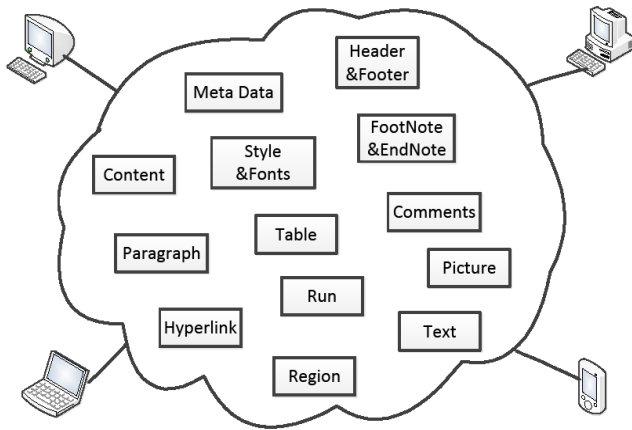 Header
&Footer
Meta Data
FootNote
&EndNote
Style
&Fonts
Content
Comments
Table
Paragraph
Picture
Run
Hyperlink
Text
Region